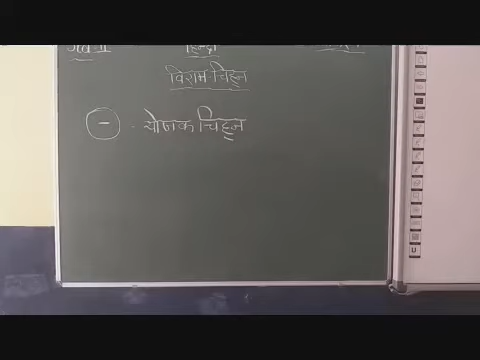 हिन्दी
विराम चिह्न
- . योजक चिह्न